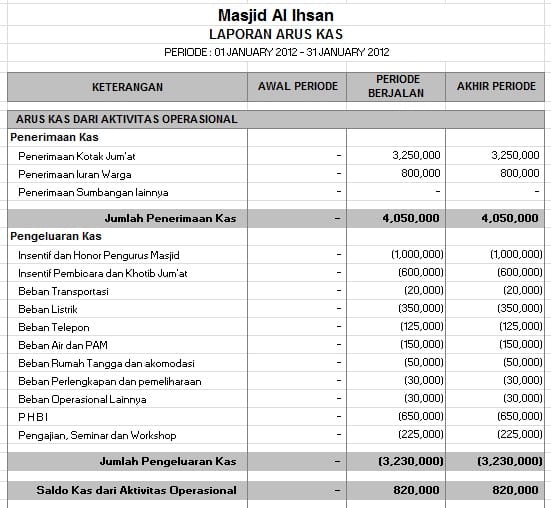 Masjid Al Ihsan
LAPORAN ARUS KAS
PERIODE : 01 JANUARY 2012 - 31 JANUARY 2012
KETERANGAN AWAL PERIODE PERIODE BERJALAN AKHIR PERIODE
ARUS KAS DARI AKTIVITAS OPERASIONAL
Penerimaan Kas
Penerimaan Kotak Jum'at - 3,250,000 3,250,000
Penerimaan Iuran Warga - 800,000 800,000
Penerimaan Sumbangan lainnya - - -
Jumlah Penerimaan Kas - 4,050,000 4,050,000
Pengeluaran Kas
Insentif dan Honor Pengurus Masjid - (1,000,000) (1,000,000)
Insentif Pembicara dan Khotib Jum'at - (600,000) (600,000)
Beban Transportasi - (20,000) (20,000)
Beban Listrik - (350,000) (350,000)
Beban Telepon - (125,000) (125,000)
Beban Air dan PAM - (150,000) (150,000)
Beban Rumah Tangga dan akomodasi - (50,000) (50,000)
Beban Perlengkapan dan pemeliharaan - (30,000) (30,000)
Beban Operasional Lainnya - (30,000) (30,000)
P H B I - (650,000) (650,000)
Pengajian, Seminar dan Workshop - (225,000) (225,000)
Jumlah Pengeluaran Kas - (3,230,000) (3,230,000)
Saldo Kas dari Aktivitas Operasional - 820,000 820,000